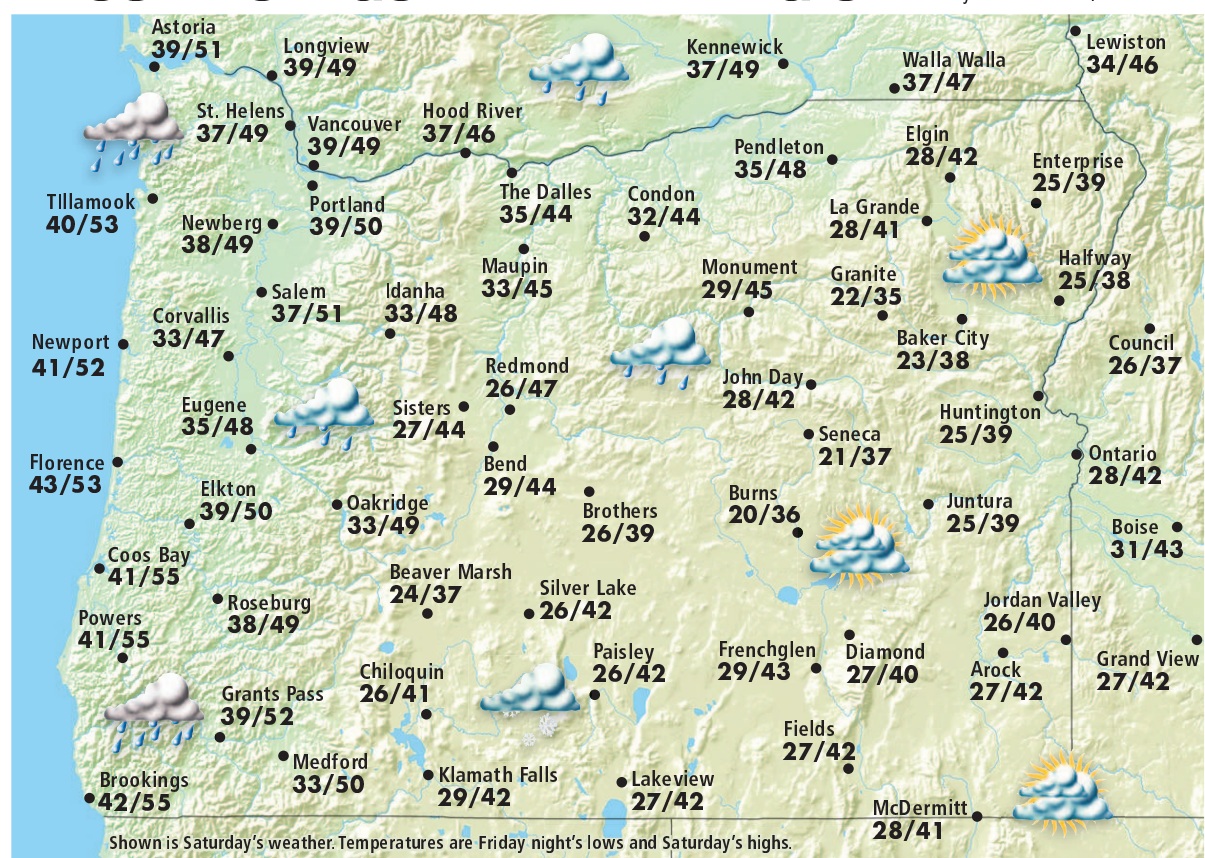 Astoria
39/51
Longview
39/49
Kennewick
37/49
Walla Walla
37/47
Lewiston
34/46
St. Helens
37/49
Vancouver
39/49
Hood River
37/46
Pendleton
35/48
Elgin
28/42
Enterprise
25/39
TIllamook
40/53
Newberg
38/49
Portland
39/50
The Dalles
35/44
Condon
32/44
La Grande
28/41
Maupin
33/45
Monument
29/45
Granite
22/35
Halfway
25/38
Salem
37/51
Idanha
33/48
Corvallis
33/47
Newport
41/52
Baker City
23/38
Council
26/37
Redmond
26/47
John Day
28/42
Eugene
35/48
Sisters
27/44
Huntington
25/39
Seneca
21/37
Florence
43/53
Bend
29/44
Ontario
28/42
Elkton
39/50
Oakridge
33/49
Brothers
26/39
Burns
20/36
Juntura
25/39
Boise
31/43
Coos Bay
41/55
Beaver Marsh
24/37
Silver Lake
26/42
Roseburg
38/49
Jordan Valley
26/40
Powers
41/55
Chiloquin
26/41
Paisley
26/42
Frenchglen
29/43
Diamond
27/40
Arock
27/42
Grand View
27/42
Grants Pass
39/52
Fields
27/42
Medford
33/50
Brookings
42/55
Klamath Falls
29/42
Lakeview
27/42
McDermitt
28/41
Shown is Saturday's weather. Temperatures are Friday night's lows and Saturday's highs.